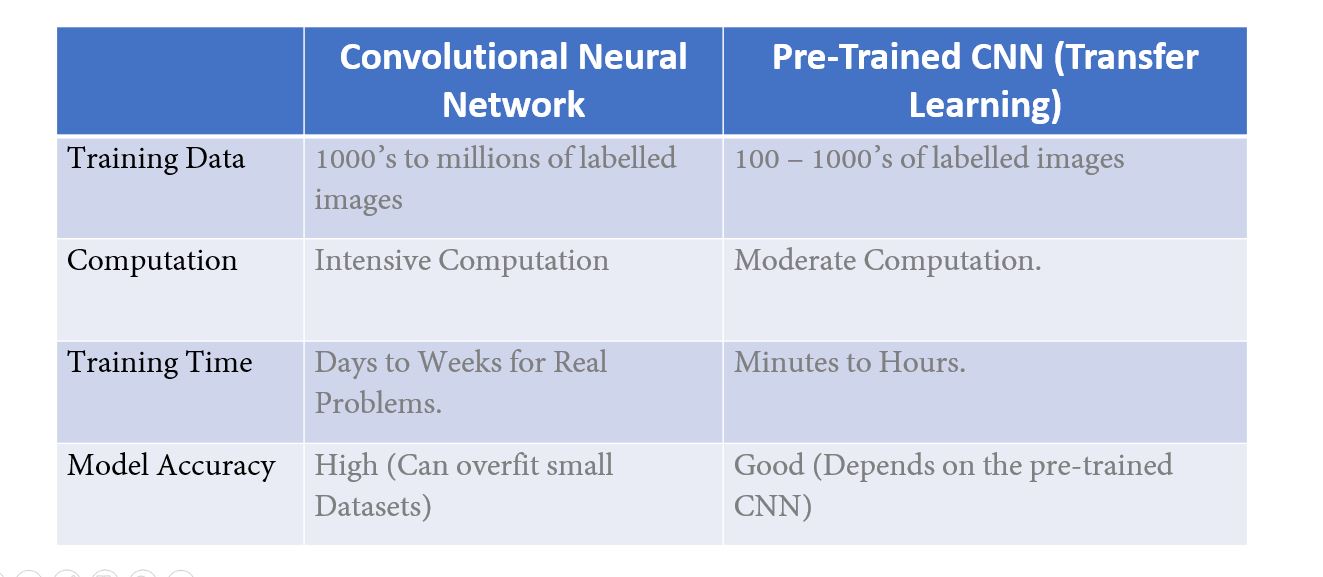 Convolutional Neural
Network
Pre-Trained CNN (Transfer
Learning)
Training Data
1000’s to millions of labelled
images
100 – 1000’s of labelled images
Computation
Intensive Computation
Moderate Computation.
Training Time
Days to Weeks for Real
Problems.
Minutes to Hours.
Model Accuracy
High (Can overfit small
Datasets)
Good (Depends on the pre-trained
CNN)